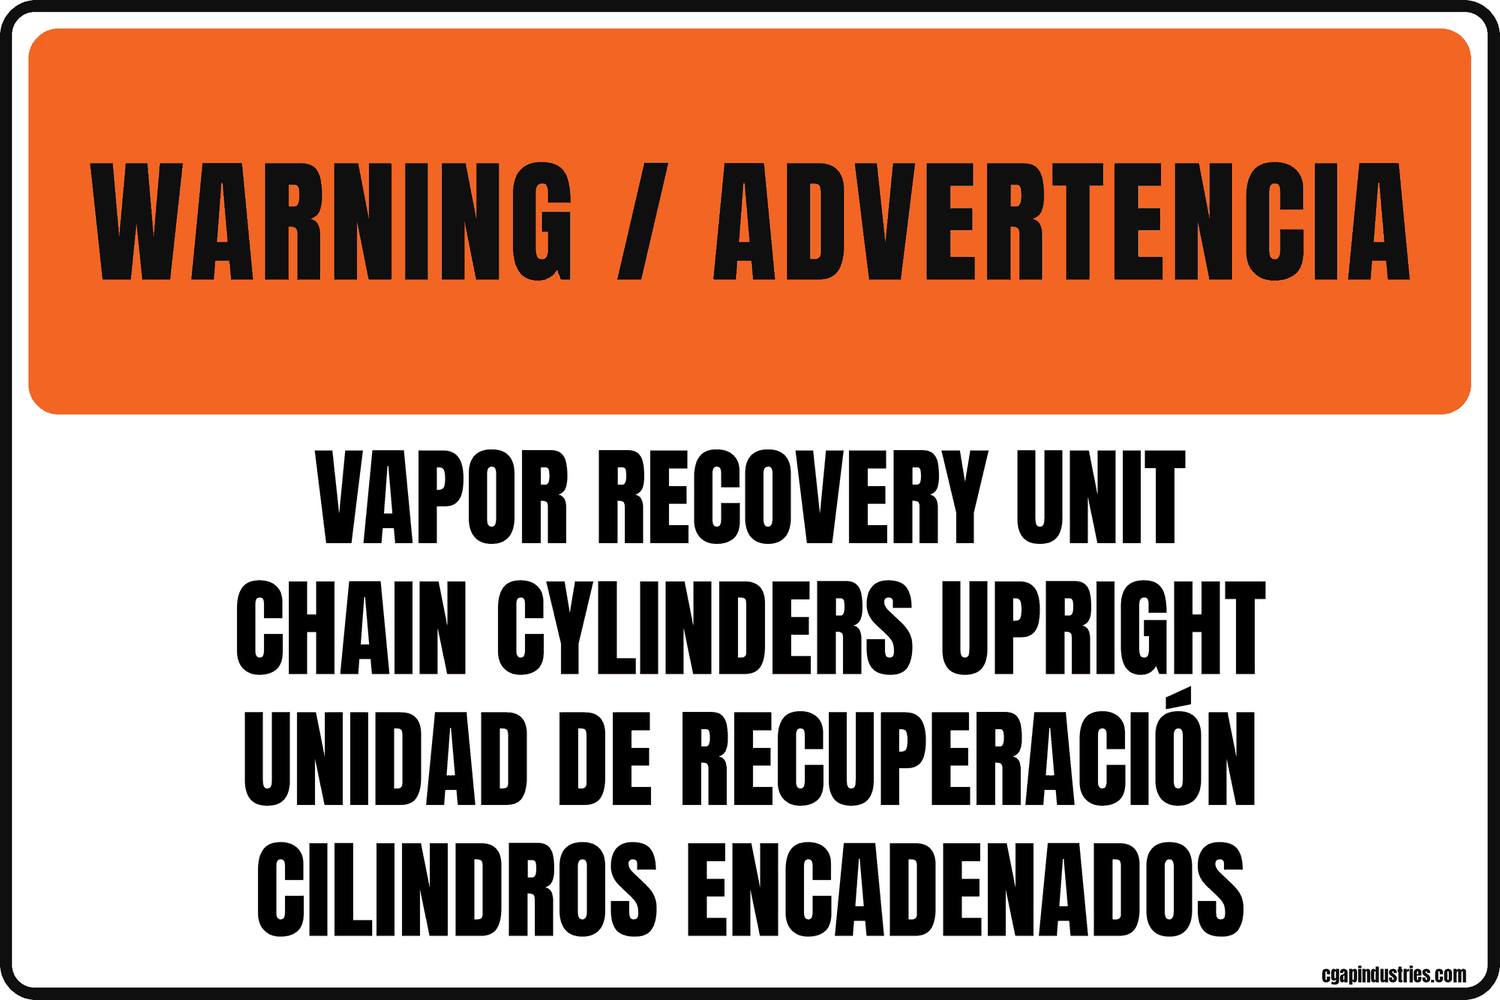 WARNING / ADVERTENCIA
VAPOR RECOVERY UNIT
CHAIN CYLINDERS UPRIGHT
UNIDAD DE RECUPERACIÓN
CILINDROS ENCADENADOS
cgapindustries.com